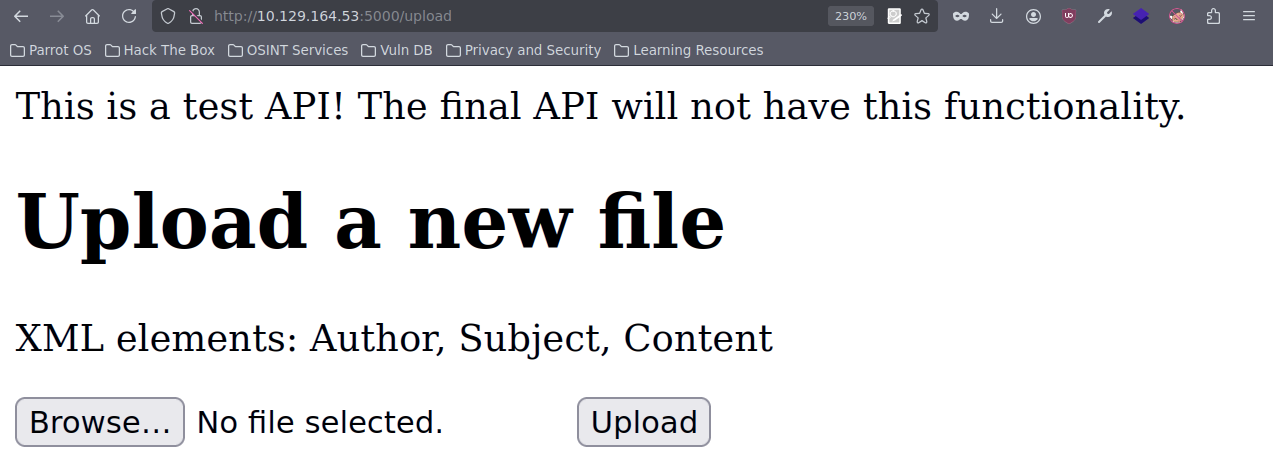 http://10.129.164.53:5000/upload 230%
Parrot OS Hack The Box OSINT Services Vuln DB Privacy and Security Learning Resources
This is a test API! The final API will not have this functionality.
Upload a new file
XML elements: Author, Subject, Content
Browse... No file selected. Upload